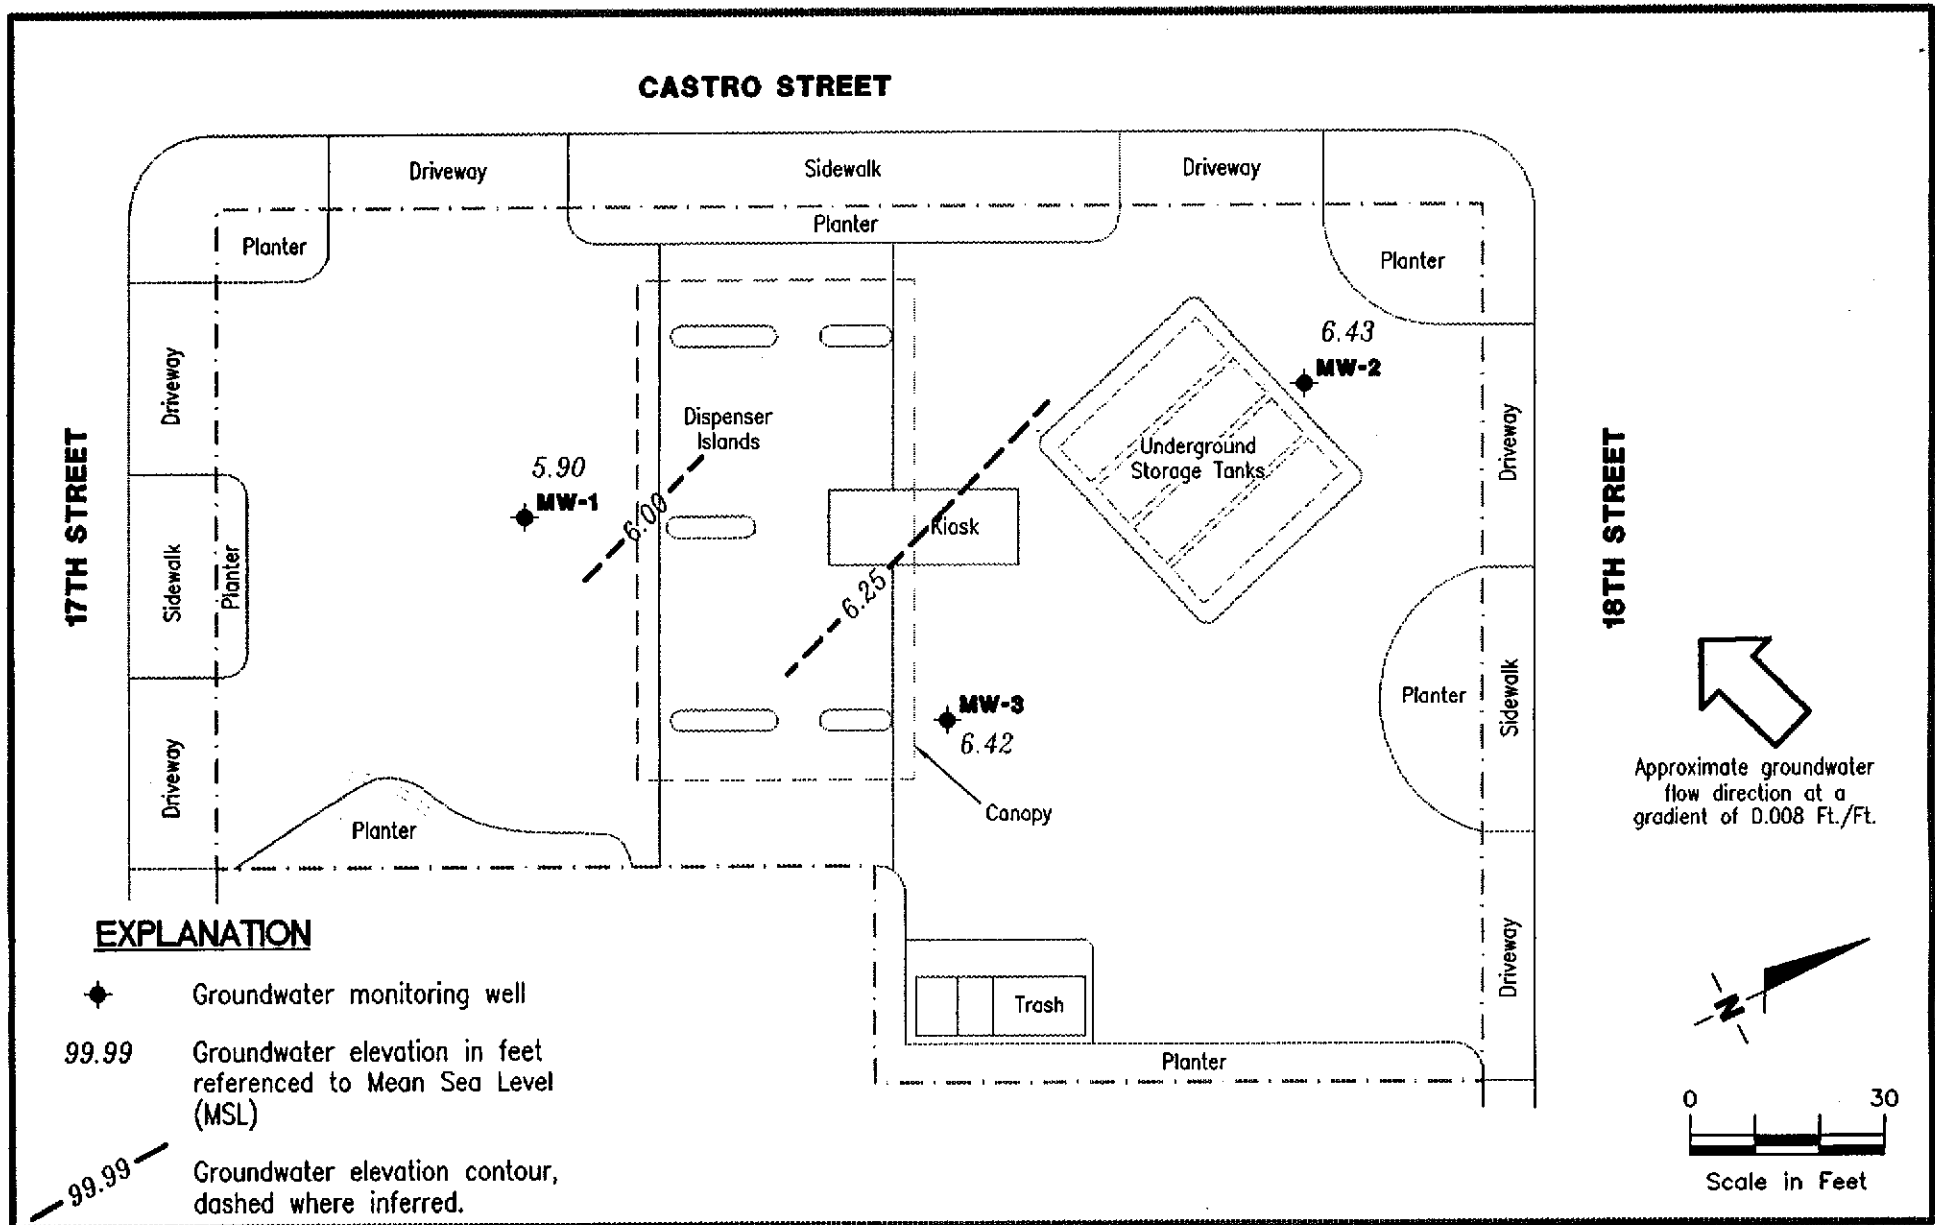 CASTRO STREET
Driveway
Sidewalk
Driveway
Planter
Planter
Planter
6.43
MW-2
Driveway
Dispenser
Islands
Underground
Storage Tanks
Driveway
17TH STREET
5.90
MW-1
6.00
Kiosk
18TH STREET
Sidewalk
Planter
6.25
MW-3
6.42
Planter
Sidewalk
Driveway
Planter
Canopy
Approximate groundwater
flow direction at a
gradient of 0.008 Ft./Ft.
Driveway
Trash
Planter
N
0 30
Scale in Feet
EXPLANATION
Groundwater monitoring well
99.99 Groundwater elevation in feet
referenced to Mean Sea Level
(MSL)
99.99 Groundwater elevation contour,
dashed where inferred.